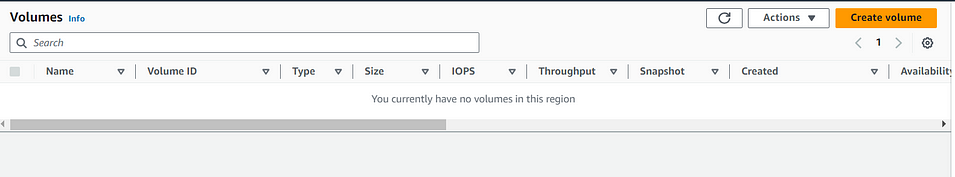 Volumes Info
Actions
Create volume
Search
1
Name Volume ID Type Size IOPS Throughput Snapshot Created Availability
You currently have no volumes in this region